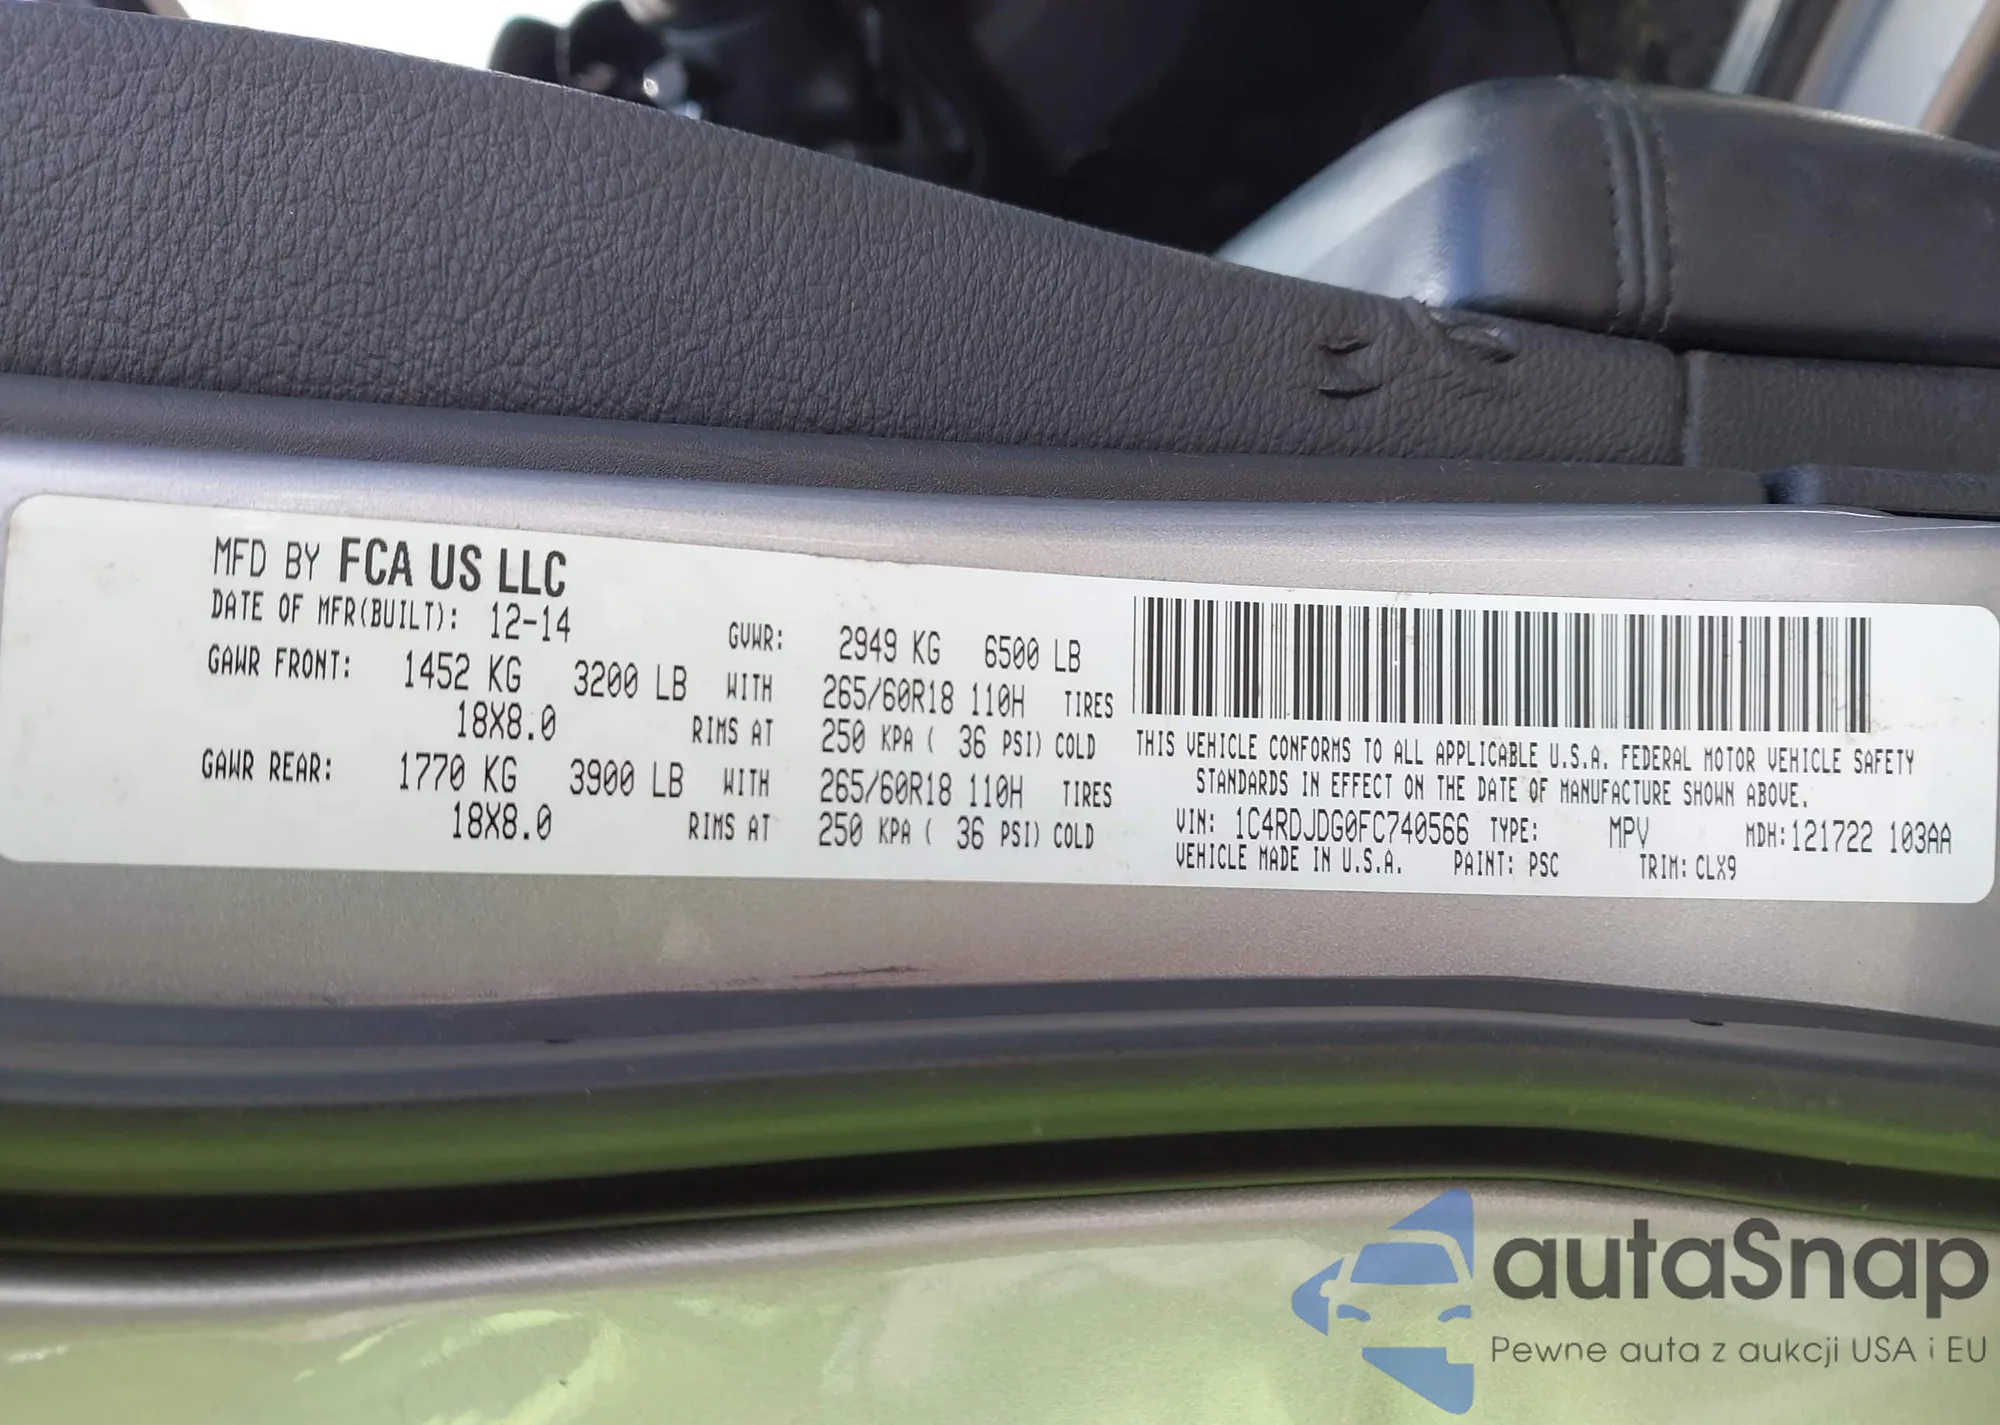 MFD BY FCA US LLC
DATE OF MFR(BUILT): 12-14 GVWR: 2949 KG 6500 LB
GAWR FRONT: 1452 KG 3200 LB WITH 265/60R18 110H TIRES
18X8.0 RIMS AT 250 KPA ( 36 PSI) COLD
GAWR REAR: 1770 KG 3900 LB WITH 265/60R18 110H TIRES
18X8.0 RIMS AT 250 KPA ( 36 PSI) COLD
THIS VEHICLE CONFORMS TO ALL APPLICABLE U.S.A. FEDERAL MOTOR VEHICLE SAFETY
STANDARDS IN EFFECT ON THE DATE OF MANUFACTURE SHOWN ABOVE.
VIN: 1C4RDJDG0FC740566 TYPE: MPV MDH:121722 103AA
VEHICLE MADE IN U.S.A. PAINT: PSC TRIM: CLX9
autaSnap
Pewne auta z aukcji USA i EU